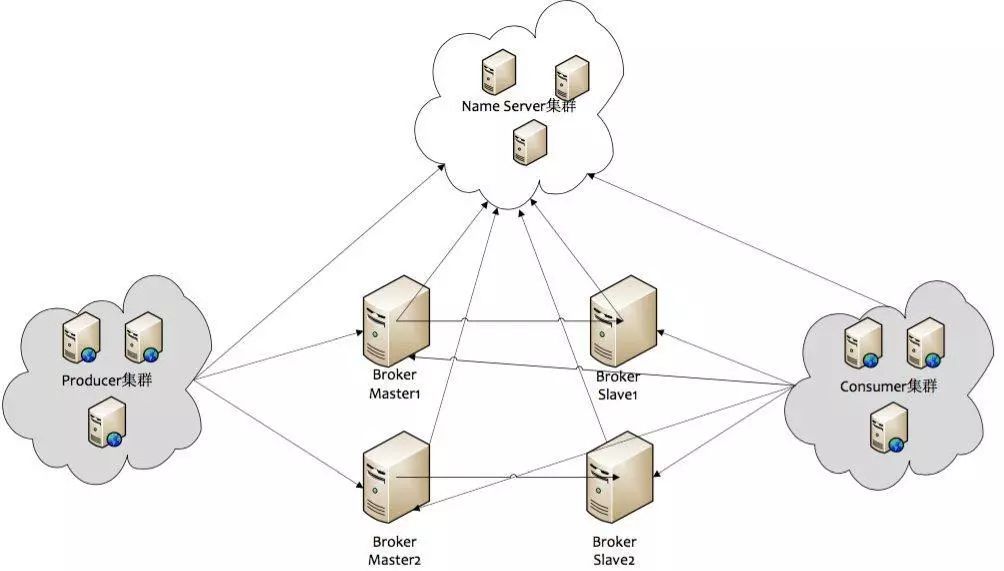 Name Server集群
Producer集群
Broker
Master1
Broker
Slave1
Consumer集群
Broker
Master2
Broker
Slave2